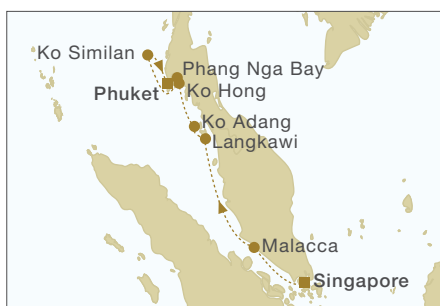 Ko Similan
Phang Nga Bay
Phuket
Ko Hong
Ko Adang
Langkawi
Malacca
Singapore